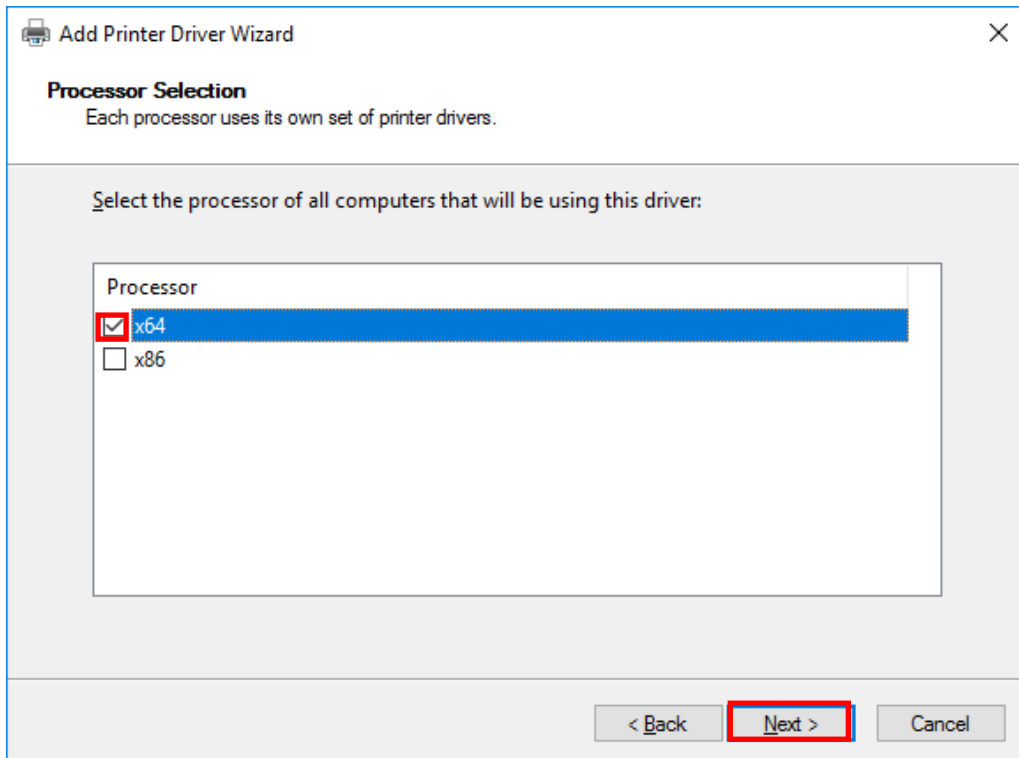 Add Printer Driver Wizard
Processor Selection
Each processor uses its own set of printer drivers.
Select the processor of all computers that will be using this driver:
Processor
x64
x86
< Back Next > Cancel